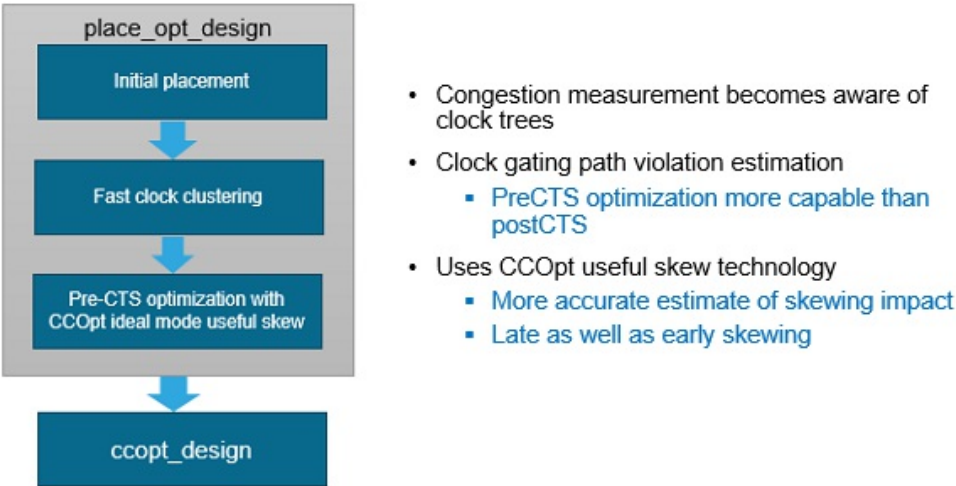 place_opt_design
Initial placement
Fast clock clustering
Pre-CTS optimization with
CCOpt ideal mode useful skew
ccopt_design
• Congestion measurement becomes aware of
clock trees
• Clock gating path violation estimation
▪ PreCTS optimization more capable than
postCTS
• Uses CCOpt useful skew technology
▪ More accurate estimate of skewing impact
▪ Late as well as early skewing